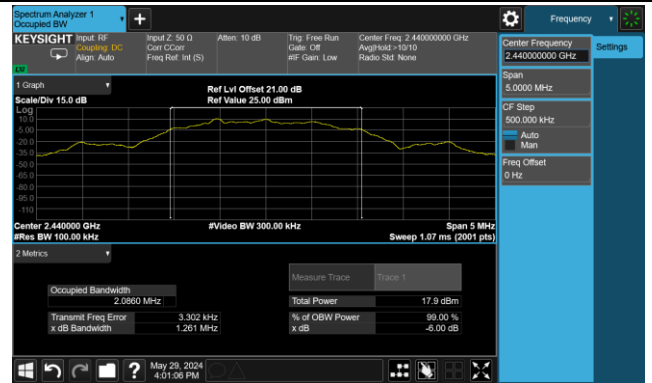 Spectrum Analyzer 1
Occupied BW
Frequency
KEYSIGHT
Input: RF
Coupling: DC
Align: Auto
Input Z: 50 Ω
Corr CCorr
Freq Ref: Int (S)
Atten: 10 dB
Trig: Free Run
Gate: Off
#IF Gain: Low
Center Freq: 2.440000000 GHz
Avg|Hold:>10/10
Radio Std: None
Center Frequency
2.440000000 GHz
Settings
Span
5.0000 MHz
CF Step
500.000 kHz
Auto
Man
Freq Offset
0 Hz
1 Graph
Scale/Div 15.0 dB
Ref Lvl Offset 21.00 dB
Ref Value 25.00 dBm
Log
10.0
-5.00
-20.0
-35.0
-50.0
-65.0
-80.0
-95.0
-110
Center 2.440000 GHz
#Res BW 100.00 kHz
#Video BW 300.00 kHz
Span 5 MHz
Sweep 1.07 ms (2001 pts)
2 Metrics
Measure Trace
Trace 1
Occupied Bandwidth
2.0860 MHz
Total Power
17.9 dBm
Transmit Freq Error
3.302 kHz
% of OBW Power
99.00 %
x dB Bandwidth
1.261 MHz
x dB
-6.00 dB
?
May 29, 2024
4:01:06 PM